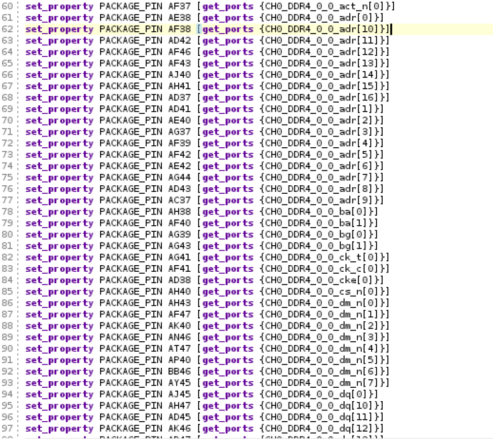 60 set_property PACKAGE_PIN AF37 [get_ports {CH0_DDR4_0_0_act_n[0]}]
61 set_property PACKAGE_PIN AE38 [get_ports {CH0_DDR4_0_0_adr[0]}]
62 set_property PACKAGE_PIN AF38 [get_ports {CH0_DDR4_0_0_adr[10]}]
63 set_property PACKAGE_PIN AD42 [get_ports {CH0_DDR4_0_0_adr[11]}]
64 set_property PACKAGE_PIN AF46 [get_ports {CH0_DDR4_0_0_adr[12]}]
65 set_property PACKAGE_PIN AF43 [get_ports {CH0_DDR4_0_0_adr[13]}]
66 set_property PACKAGE_PIN AJ40 [get_ports {CH0_DDR4_0_0_adr[14]}]
67 set_property PACKAGE_PIN AH41 [get_ports {CH0_DDR4_0_0_adr[15]}]
68 set_property PACKAGE_PIN AD37 [get_ports {CH0_DDR4_0_0_adr[16]}]
69 set_property PACKAGE_PIN AD41 [get_ports {CH0_DDR4_0_0_adr[1]}]
70 set_property PACKAGE_PIN AE40 [get_ports {CH0_DDR4_0_0_adr[2]}]
71 set_property PACKAGE_PIN AG37 [get_ports {CH0_DDR4_0_0_adr[3]}]
72 set_property PACKAGE_PIN AF39 [get_ports {CH0_DDR4_0_0_adr[4]}]
73 set_property PACKAGE_PIN AF42 [get_ports {CH0_DDR4_0_0_adr[5]}]
74 set_property PACKAGE_PIN AE42 [get_ports {CH0_DDR4_0_0_adr[6]}]
75 set_property PACKAGE_PIN AG44 [get_ports {CH0_DDR4_0_0_adr[7]}]
76 set_property PACKAGE_PIN AD43 [get_ports {CH0_DDR4_0_0_adr[8]}]
77 set_property PACKAGE_PIN AC37 [get_ports {CH0_DDR4_0_0_adr[9]}]
78 set_property PACKAGE_PIN AH38 [get_ports {CH0_DDR4_0_0_ba[0]}]
79 set_property PACKAGE_PIN AF40 [get_ports {CH0_DDR4_0_0_ba[1]}]
80 set_property PACKAGE_PIN AG39 [get_ports {CH0_DDR4_0_0_bg[0]}]
81 set_property PACKAGE_PIN AG43 [get_ports {CH0_DDR4_0_0_bg[1]}]
82 set_property PACKAGE_PIN AG41 [get_ports {CH0_DDR4_0_0_ck_t[0]}]
83 set_property PACKAGE_PIN AF41 [get_ports {CH0_DDR4_0_0_ck_c[0]}]
84 set_property PACKAGE_PIN AD38 [get_ports {CH0_DDR4_0_0_cke[0]}]
85 set_property PACKAGE_PIN AH40 [get_ports {CH0_DDR4_0_0_cs_n[0]}]
86 set_property PACKAGE_PIN AH43 [get_ports {CH0_DDR4_0_0_dm_n[0]}]
87 set_property PACKAGE_PIN AF47 [get_ports {CH0_DDR4_0_0_dm_n[1]}]
88 set_property PACKAGE_PIN AK40 [get_ports {CH0_DDR4_0_0_dm_n[2]}]
89 set_property PACKAGE_PIN AN46 [get_ports {CH0_DDR4_0_0_dm_n[3]}]
90 set_property PACKAGE_PIN AT47 [get_ports {CH0_DDR4_0_0_dm_n[4]}]
91 set_property PACKAGE_PIN AP40 [get_ports {CH0_DDR4_0_0_dm_n[5]}]
92 set_property PACKAGE_PIN BB46 [get_ports {CH0_DDR4_0_0_dm_n[6]}]
93 set_property PACKAGE_PIN AY45 [get_ports {CH0_DDR4_0_0_dm_n[7]}]
94 set_property PACKAGE_PIN AJ45 [get_ports {CH0_DDR4_0_0_dq[0]}]
95 set_property PACKAGE_PIN AH47 [get_ports {CH0_DDR4_0_0_dq[10]}]
96 set_property PACKAGE_PIN AD45 [get_ports {CH0_DDR4_0_0_dq[11]}]
97 set_property PACKAGE_PIN AK46 [get_ports {CH0_DDR4_0_0_dq[12]}]